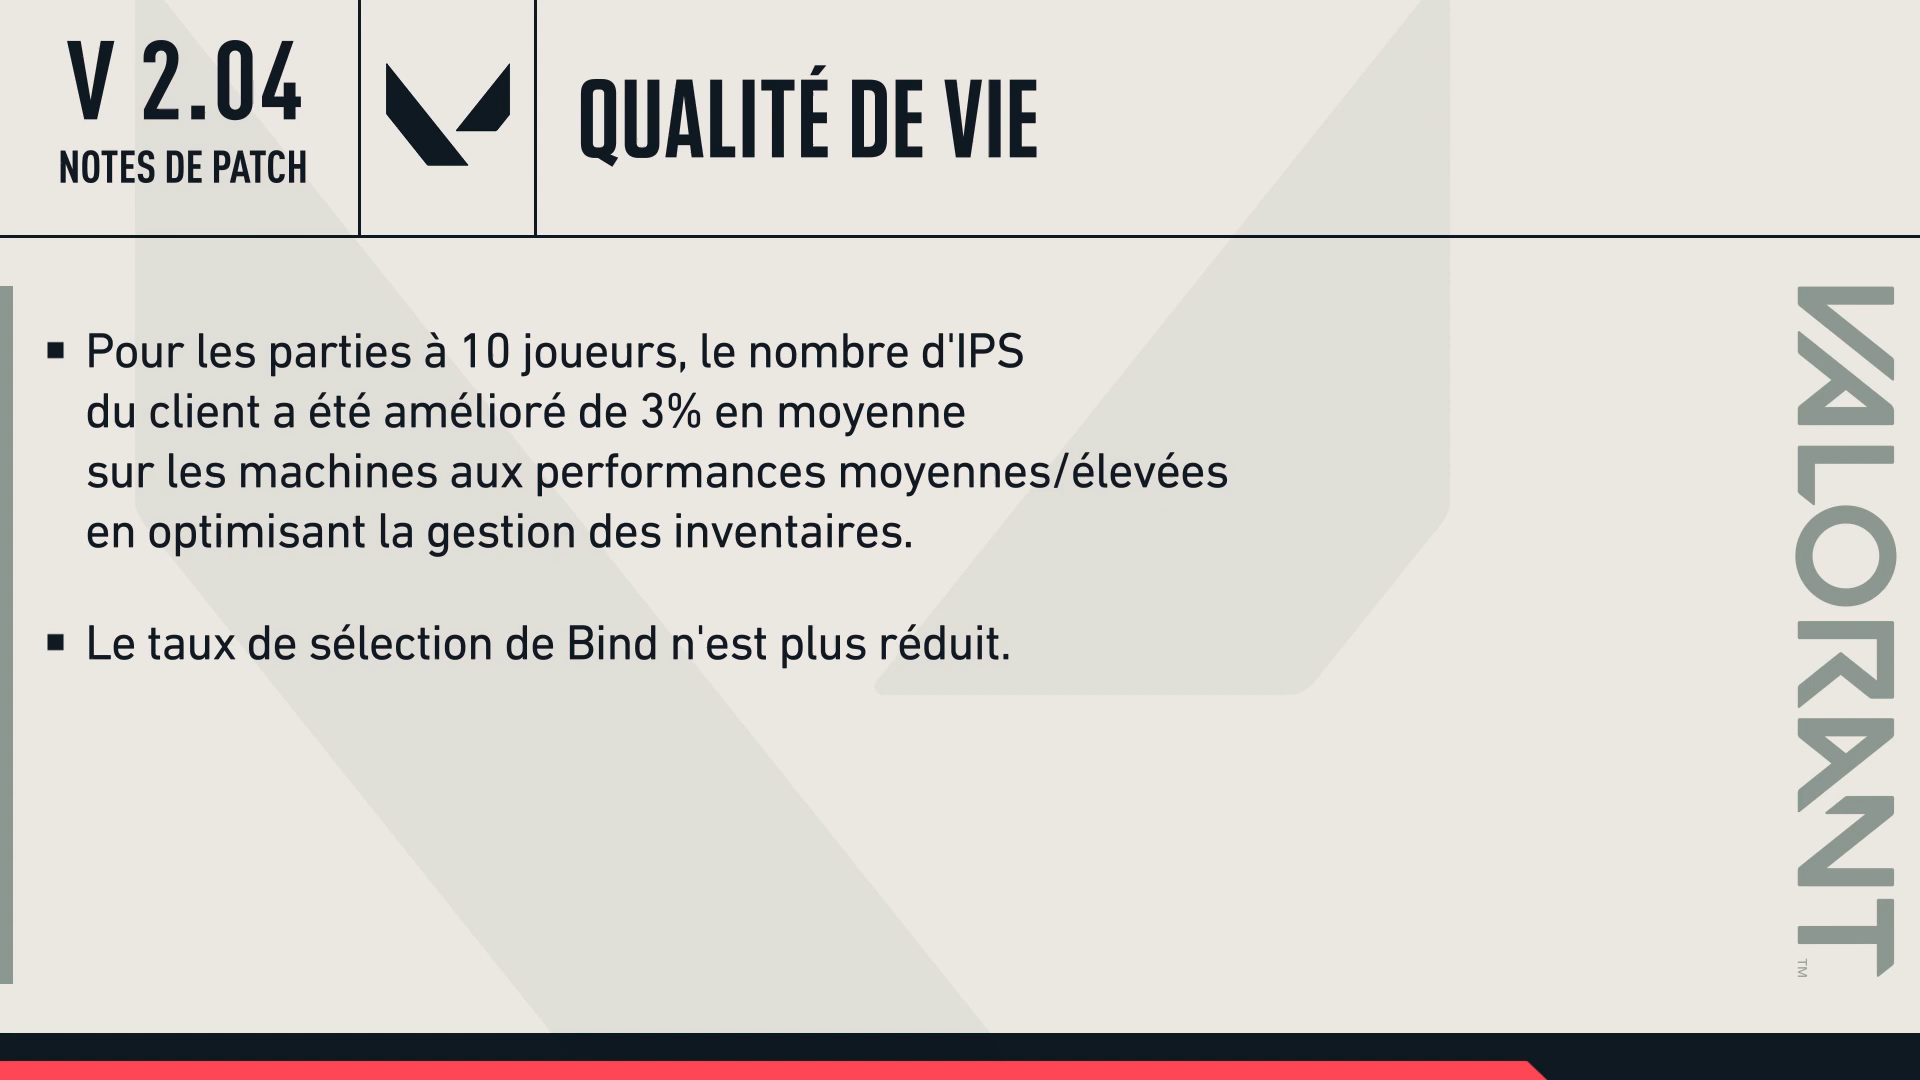 V 2.04
NOTES DE PATCH
QUALITÉ DE VIE
▪ Pour les parties à 10 joueurs, le nombre d'IPS
du client a été amélioré de 3% en moyenne
sur les machines aux performances moyennes/élevées
en optimisant la gestion des inventaires.
▪ Le taux de sélection de Bind n'est plus réduit.
VALORANT
TM